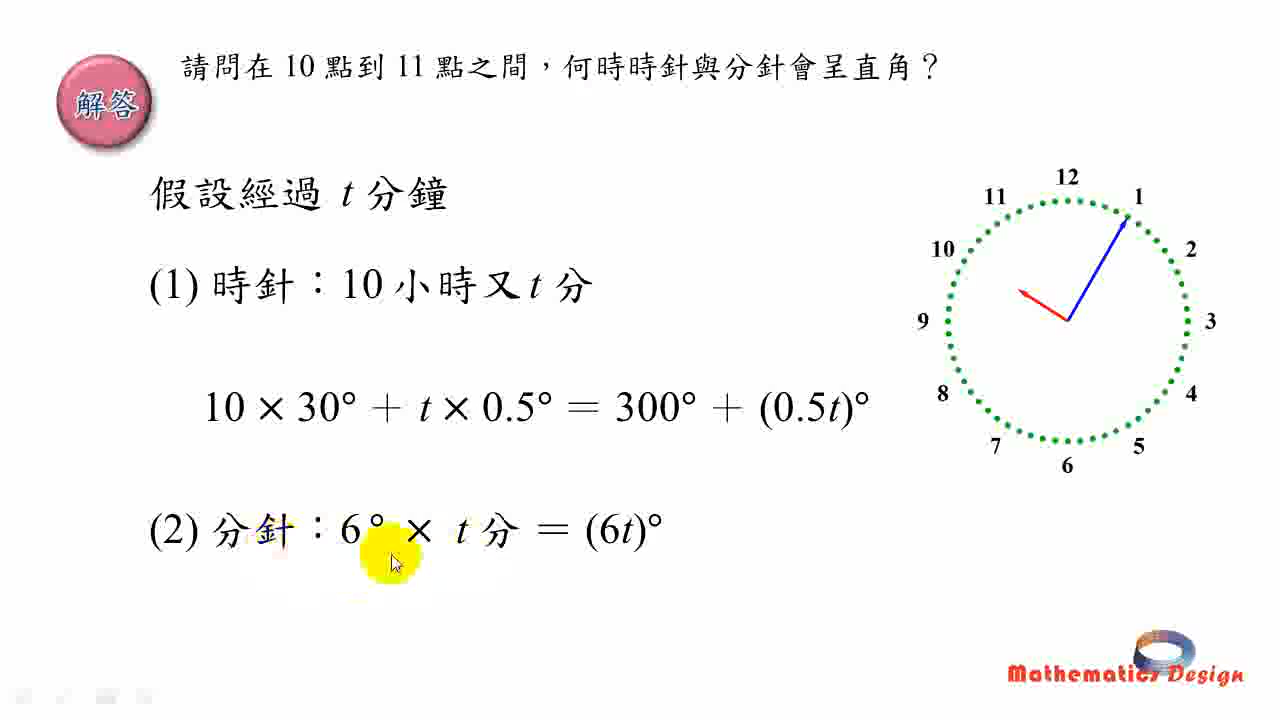 請問在 10 點到 11 點之間，何時時針與分針會呈直角？
解答
假設經過 t 分鐘
(1) 時針：10 小時又 t 分
10 × 30° + t × 0.5° = 300° + (0.5t)°
(2) 分針：6° × t 分 = (6t)°
12
11
1
10
2
9
3
8
4
7
5
6
Mathematics Design